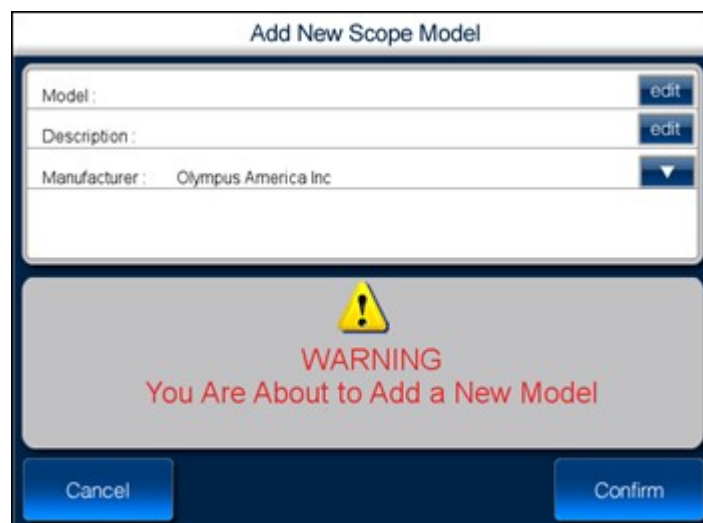 Add New Scope Model
Model :
edit
Description :
edit
Manufacturer : Olympus America Inc
WARNING
You Are About to Add a New Model
Cancel
Confirm